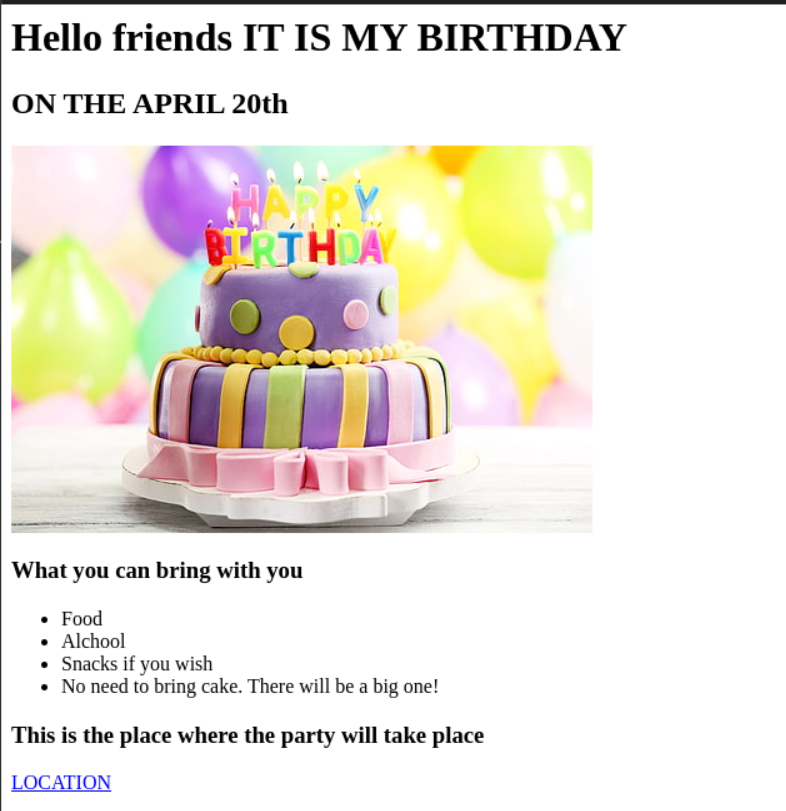 Hello friends IT IS MY BIRTHDAY
ON THE APRIL 20th
HAPPY
BIRTHDAY
What you can bring with you
Food
Alchool
Snacks if you wish
No need to bring cake. There will be a big one!
This is the place where the party will take place
LOCATION